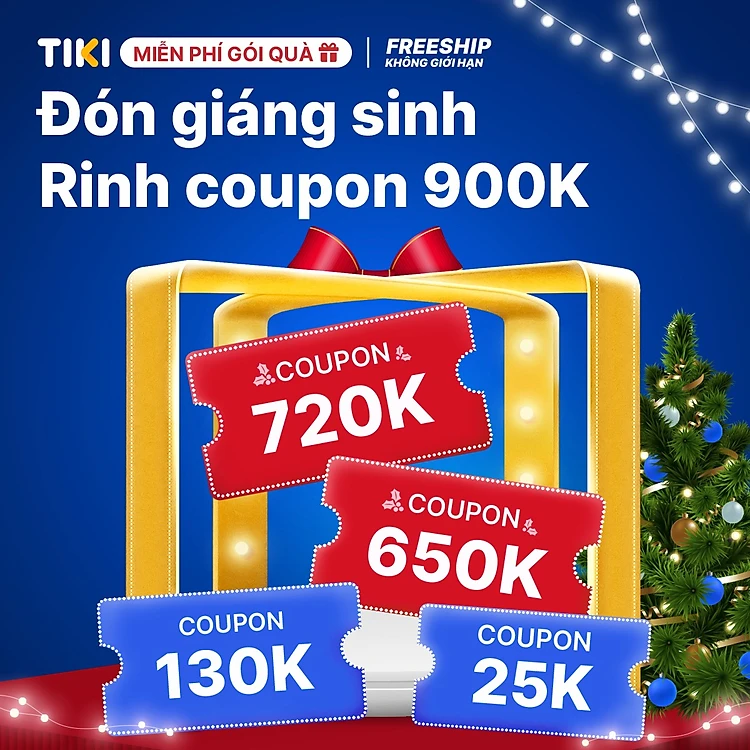 TIKI MIỄN PHÍ GÓI QUÀ FREESHIP
KHÔNG GIỚI HẠN
Đón giáng sinh
Rinh coupon 900K
COUPON
720K
COUPON
650K
COUPON
130K
COUPON
25K